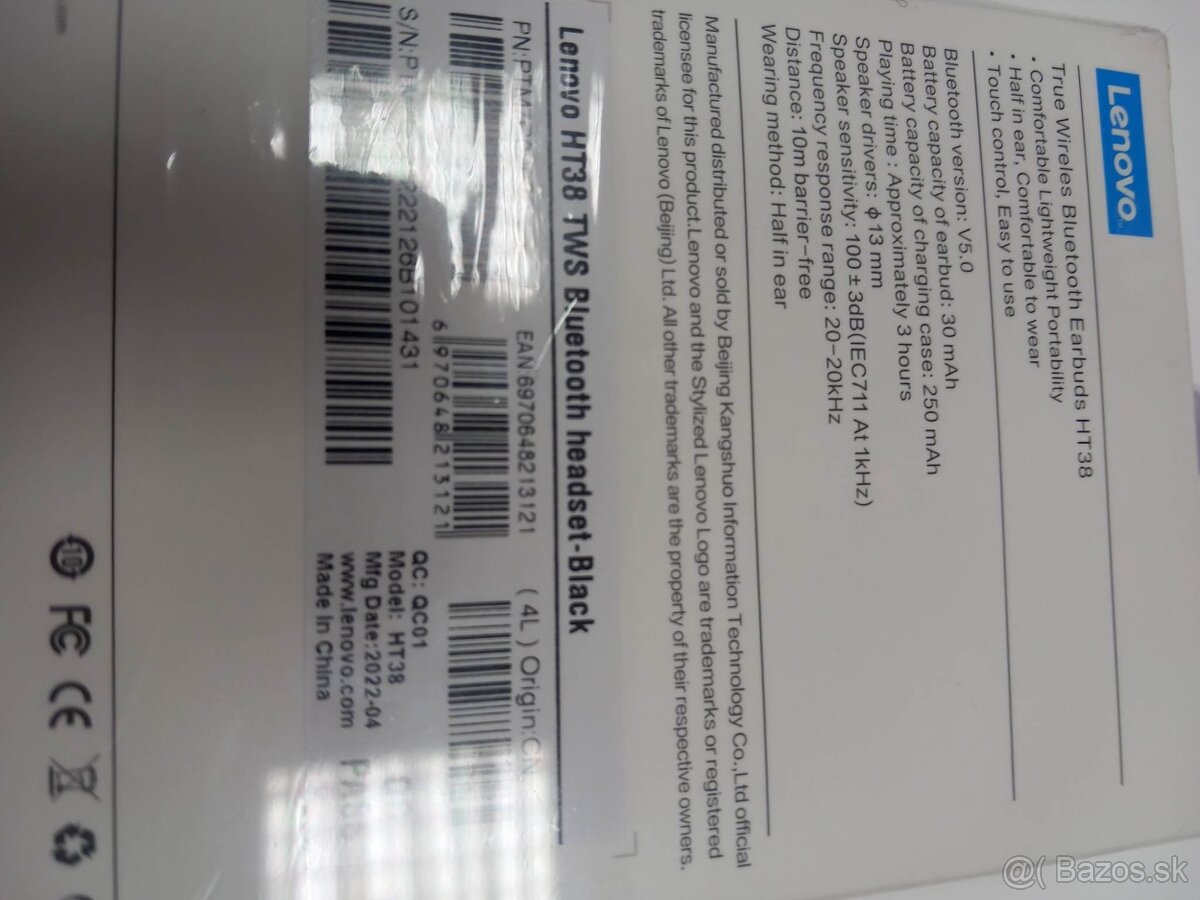 Lenovo
True Wireles Bluetooth Earbuds HT38
• Comfortable Lightweight Portability
• Half in ear, Comfortable to wear
• Touch control, Easy to use
Bluetooth version: V5.0
Battery capacity of earbud: 30 mAh
Battery capacity of charging case: 250 mAh
Playing time : Approximately 3 hours
Speaker drivers: ϕ 13 mm
Speaker sensitivity: 100 ± 3dB(IEC711 At 1kHz)
Frequency response range: 20–20kHz
Distance: 10m barrier–free
Wearing method: Half in ear
Manufactured distributed or sold by Beijing Kangshuo Information Technology Co.,Ltd official
licensee for this product.Lenovo and the Stylized Lenovo Logo are trademarks or registered
trademarks of Lenovo (Beijing) Ltd. All other trademarks are the property of their respective owners.
Lenovo HT38 TWS Bluetooth headset-Black
PN:PTM
EAN 6970648213121
( 4L ) Origin:CN
6 970648 213121
S/N:P
222126B101431
QC: QC01
Model: HT38
Mfg Date:2022-04
www.lenovo.com
Made in China
10
FC
CE
@( Bazos.sk